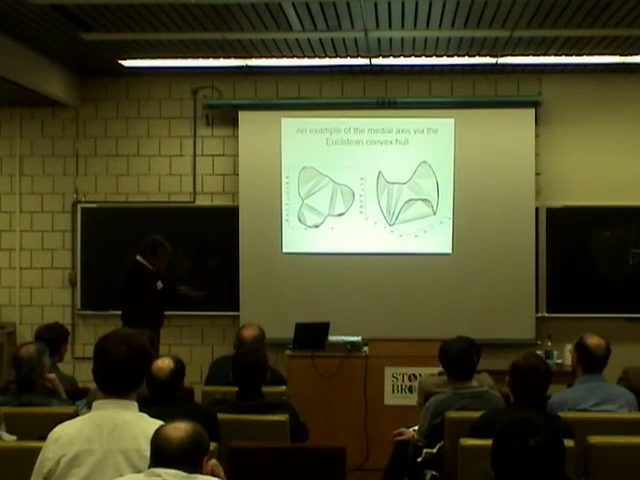 An example of the medial axis via the
Euclidean convex hull
STO
BRO